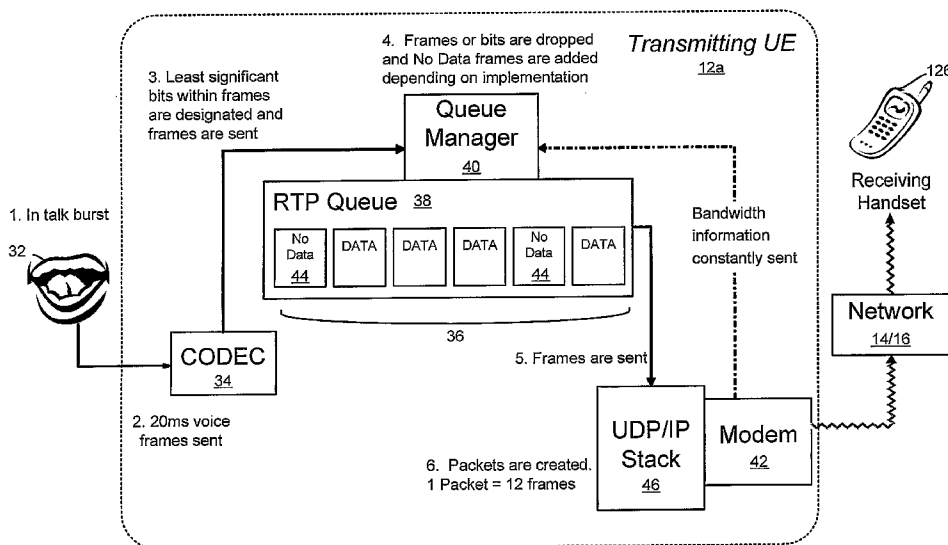 Transmitting UE
12a
4. Frames or bits are dropped
and No Data frames are added
depending on implementation
3. Least significant
bits within frames
are designated and
frames are sent
Queue
Manager
40
126
Receiving
Handset
1. In talk burst
32
RTP Queue 38
No
Data
44
DATA
DATA
DATA
No
Data
44
DATA
Bandwidth
information
constantly sent
36
CODEC
34
5. Frames are sent
Network
14/16
2. 20ms voice
frames sent
UDP/IP
Stack
46
Modem
42
6. Packets are created.
1 Packet = 12 frames